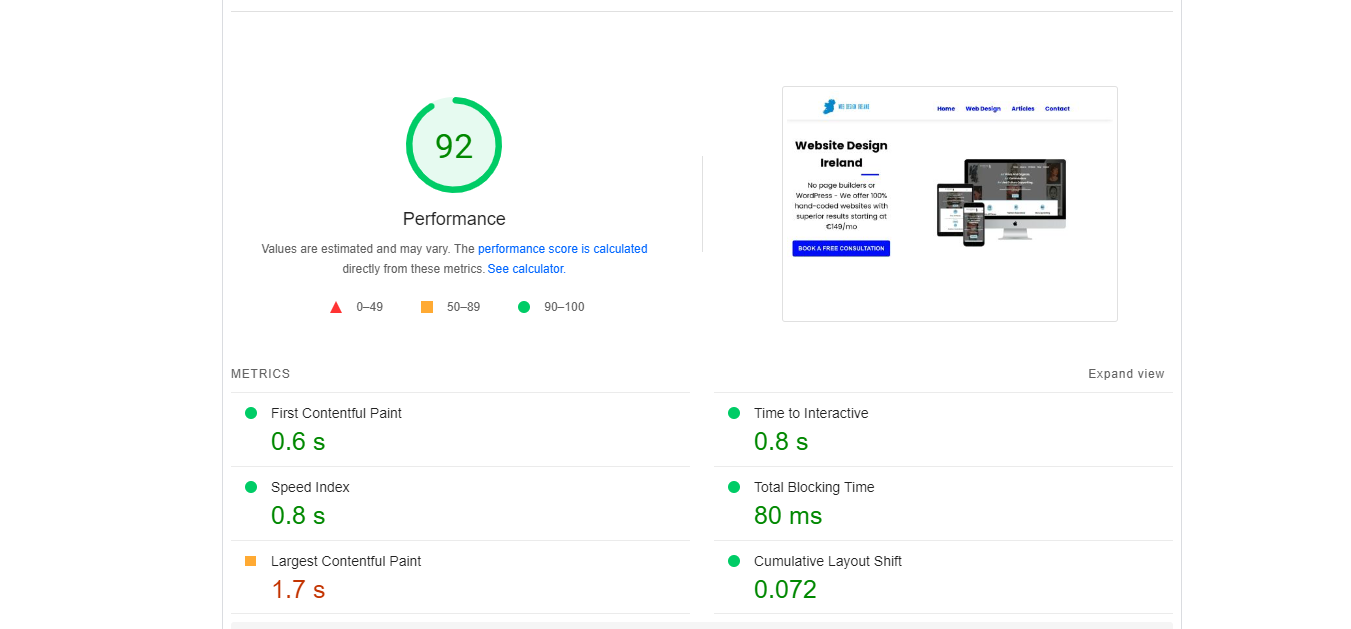 92
Performance
Values are estimated and may vary. The performance score is calculated
directly from these metrics. See calculator.
0–49
50–89
90–100
WEB DESIGN IRELAND
Home Web Design Articles Contact
Website Design
Ireland
No page builders or
WordPress - We offer 100%
hand-coded websites with
superior results starting at
€149/mo
BOOK A FREE CONSULTATION
METRICS
Expand view
First Contentful Paint
0.6 s
Time to Interactive
0.8 s
Speed Index
0.8 s
Total Blocking Time
80 ms
Largest Contentful Paint
1.7 s
Cumulative Layout Shift
0.072